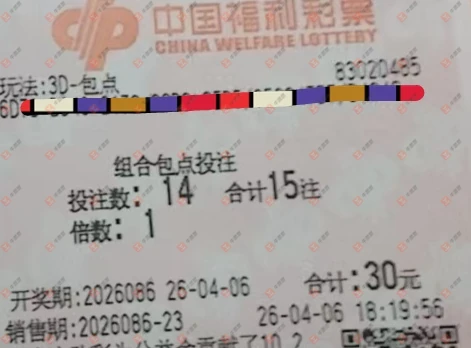 中国福利彩票
CHINA WELFARE LOTTERY
玩法:3D-包点
83020485
6D
组合包点投注
投注数: 14 合计15注
倍数: 1
开奖期:2026086 26-04-06 合计:30元
销售期:2026086-23 26-04-06 18:19:56